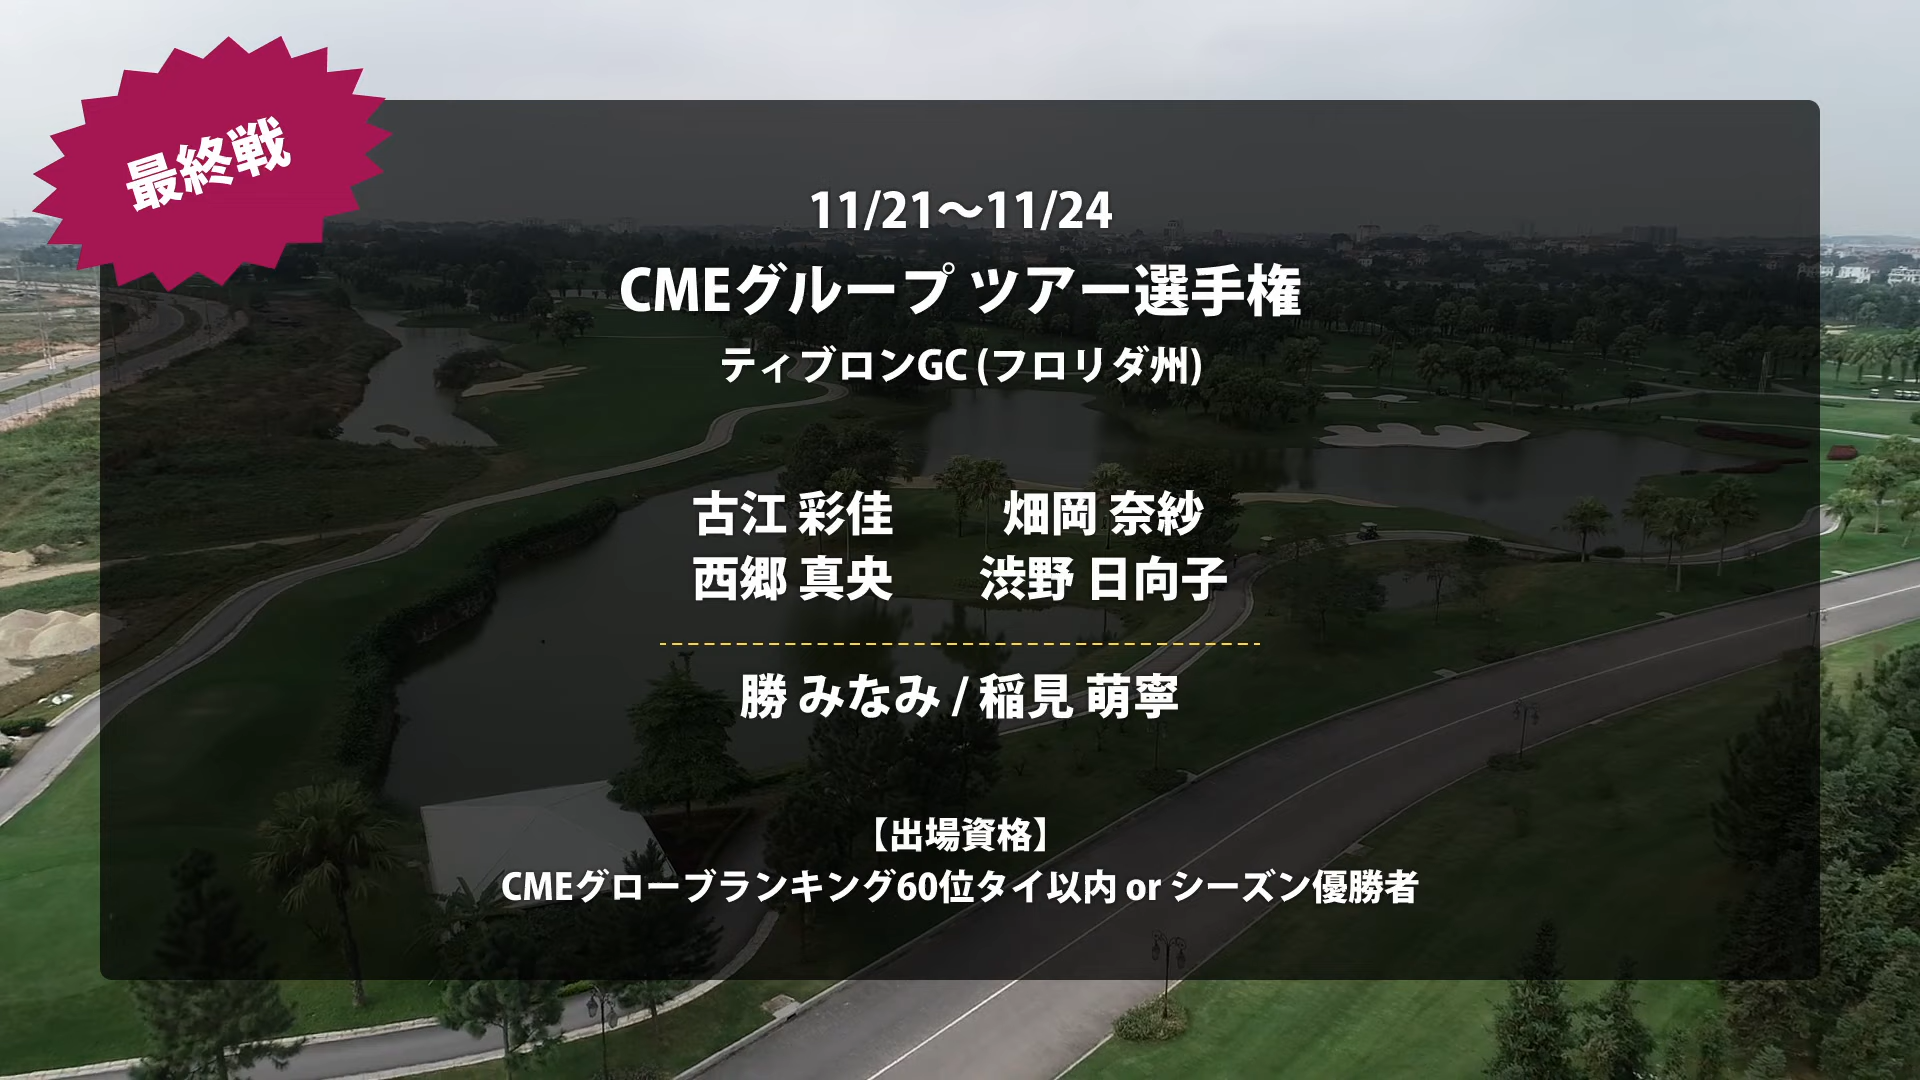 最終戦
11/21～11/24
CMEグループ ツアー選手権
ティブロンGC (フロリダ州)
古江 彩佳 畑岡 奈紗
西郷 真央 渋野 日向子
勝 みなみ / 稲見 萌寧
【出場資格】
CMEグローブランキング60位タイ以内 or シーズン優勝者